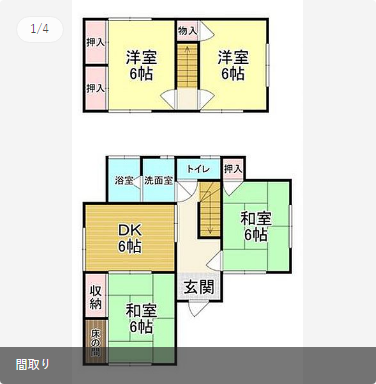 1/4
押入
洋室
6帖
物入
洋室
6帖
押入
浴室
洗面室
トイレ
押入
DK
6帖
和室
6帖
収納
和室
6帖
玄関
床の間
間取り